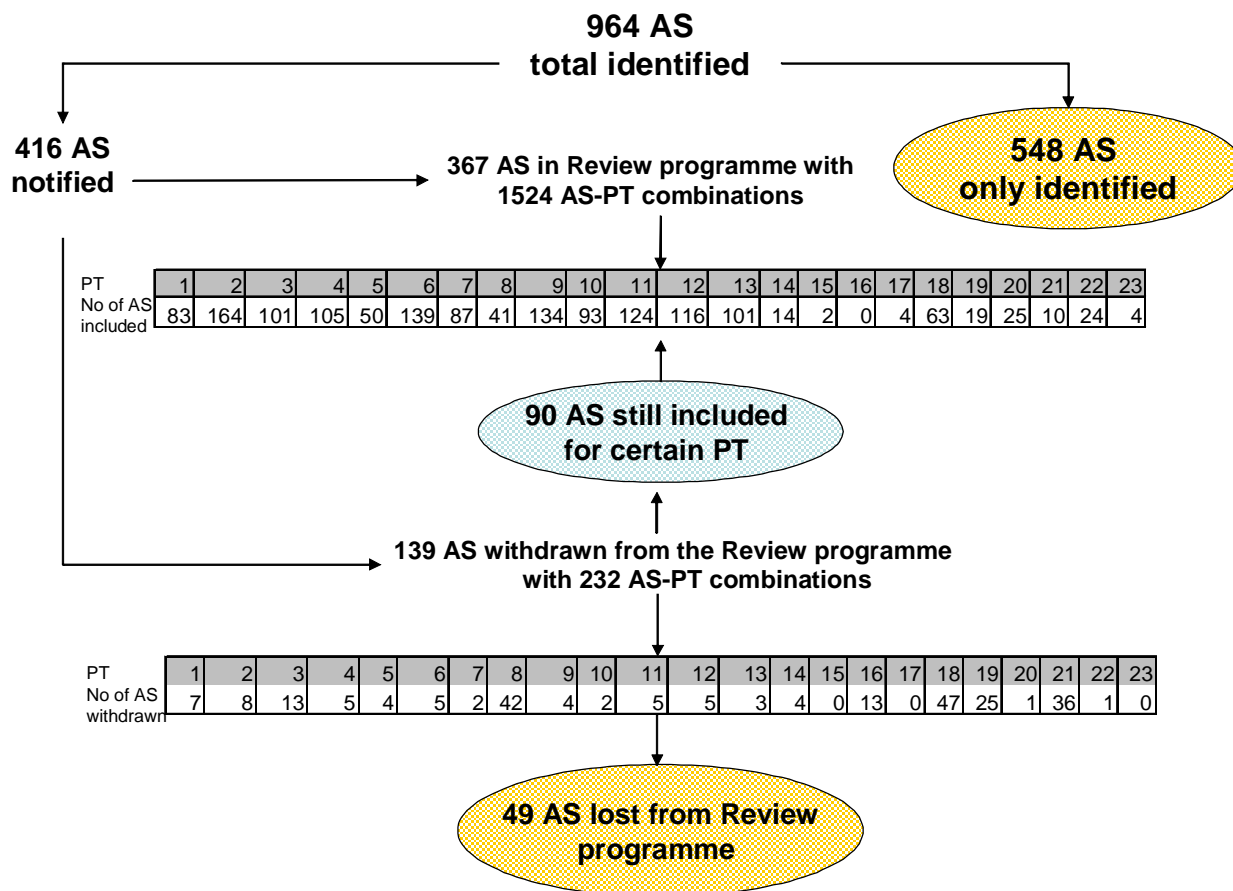 964 AS
total identified
416 AS
notified
548 AS
only identified
367 AS in Review programme with
1524 AS-PT combinations
PT 1 2 3 4 5 6 7 8 9 10 11 12 13 14 15 16 17 18 19 20 21 22 23
No of AS
included 83 164 101 105 50 139 87 41 134 93 124 116 101 14 2 0 4 63 19 25 10 24 4
90 AS still included
for certain PT
139 AS withdrawn from the Review programme
with 232 AS-PT combinations
PT 1 2 3 4 5 6 7 8 9 10 11 12 13 14 15 16 17 18 19 20 21 22 23
No of AS
withdrawn 7 8 13 5 4 5 2 42 4 2 5 5 3 4 0 13 0 47 25 1 36 1 0
49 AS lost from Review
programme